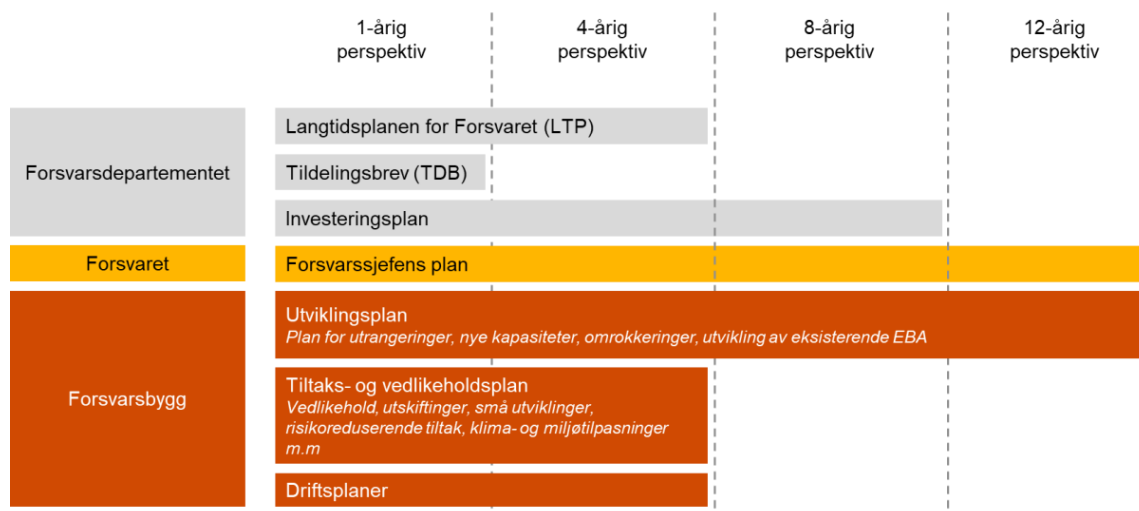 1-årig
perspektiv
4-årig
perspektiv
8-årig
perspektiv
12-årig
perspektiv
Forsvarsdepartementet
Langtidsplanen for Forsvaret (LTP)
Tildelingsbrev (TDB)
Investeringsplan
Forsvaret
Forsvarssjefens plan
Forsvarsbygg
Utviklingsplan
Plan for utrangeringer, nye kapasiteter, omrokkeringer, utvikling av eksisterende EBA
Tiltaks- og vedlikeholdsplan
Vedlikehold, utskiftinger, små utviklinger,
risikoreduserende tiltak, klima- og miljøtilpasninger
m.m
Driftsplaner